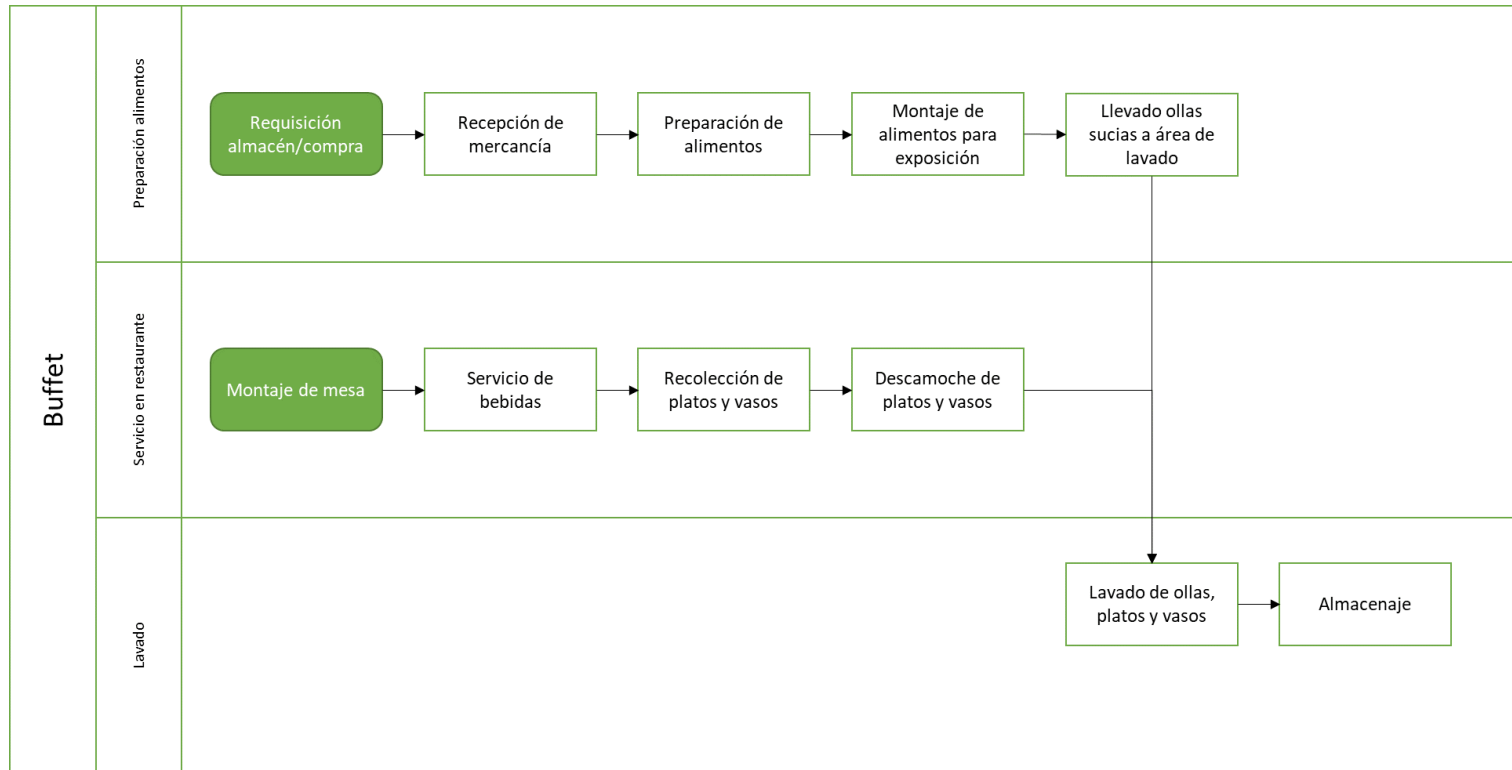 Buffet
Preparación alimentos
Requisición
almacén/compra
Recepción de
mercancía
Preparación de
alimentos
Montaje de
alimentos para
exposición
Llevado ollas
sucias a área de
lavado
Servicio en restaurante
Montaje de mesa
Servicio de
bebidas
Recolección de
platos y vasos
Descamoche de
platos y vasos
Lavado
Lavado de ollas,
platos y vasos
Almacenaje